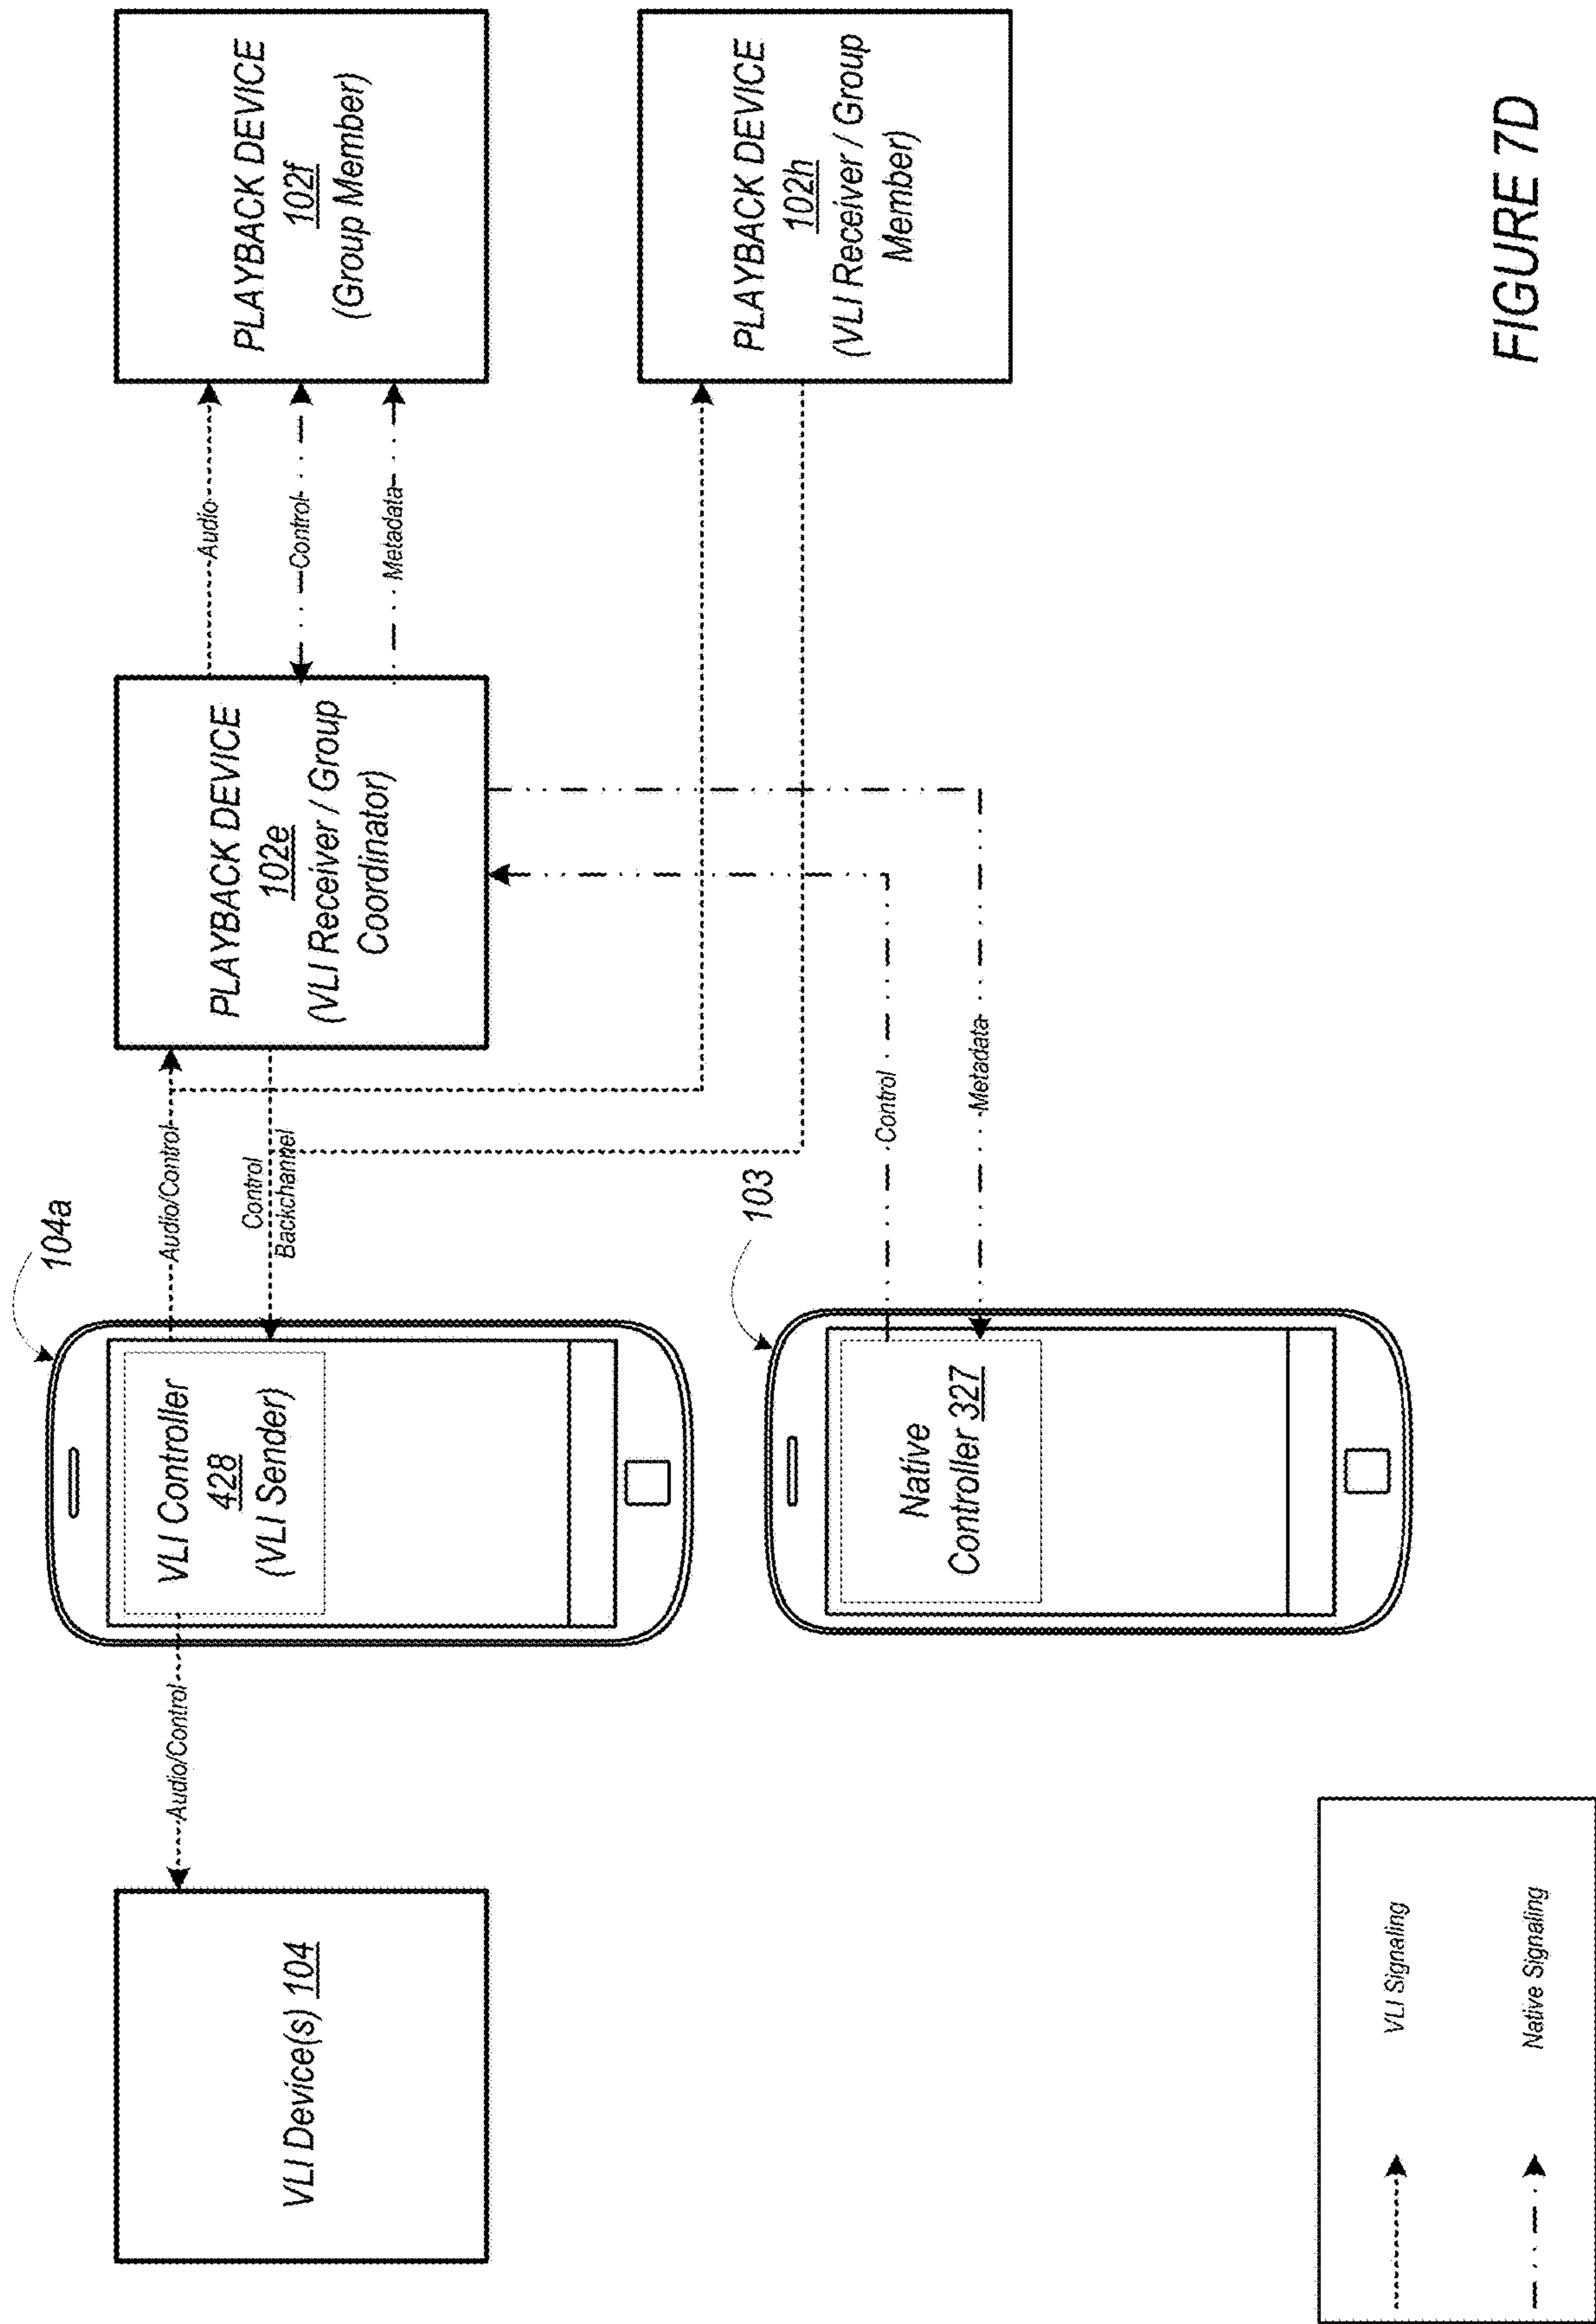 VLI Device(s) 104
Audio/Control
104a
VLI Controller
428
(VLI Sender)
Audio/Control
Control
Backchannel
PLAYBACK DEVICE
102e
(VLI Receiver / Group
Coordinator)
Audio
Control
Metadata
PLAYBACK DEVICE
102f
(Group Member)
103
Native
Controller 327
Control
Metadata
PLAYBACK DEVICE
102h
(VLI Receiver / Group
Member)
VLI Signaling
Native Signaling
FIGURE 7D